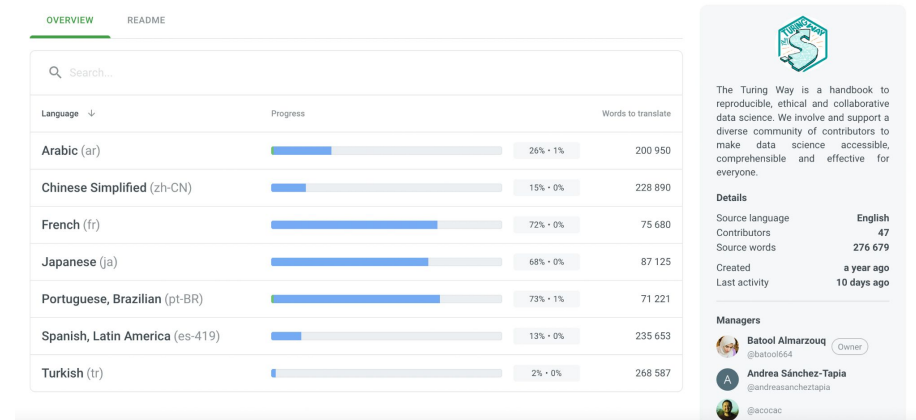 OVERVIEW README
Search...
Language Progress Words to translate
Arabic (ar) 26% • 1% 200 950
Chinese Simplified (zh-CN) 15% • 0% 228 890
French (fr) 72% • 0% 75 680
Japanese (ja) 68% • 0% 87 125
Portuguese, Brazilian (pt-BR) 73% • 1% 71 221
Spanish, Latin America (es-419) 13% • 0% 235 653
Turkish (tr) 2% • 0% 268 587
TURING WAY
The Turing Way is a handbook to
reproducible, ethical and collaborative
data science. We involve and support a
diverse community of contributors to
make data science accessible,
comprehensible and effective for
everyone.
Details
Source language English
Contributors 47
Source words 276 679
Created a year ago
Last activity 10 days ago
Managers
Batool Almarzouq Owner
@batool664
A Andrea Sánchez-Tapia
@andreasancheztapia
@acocac